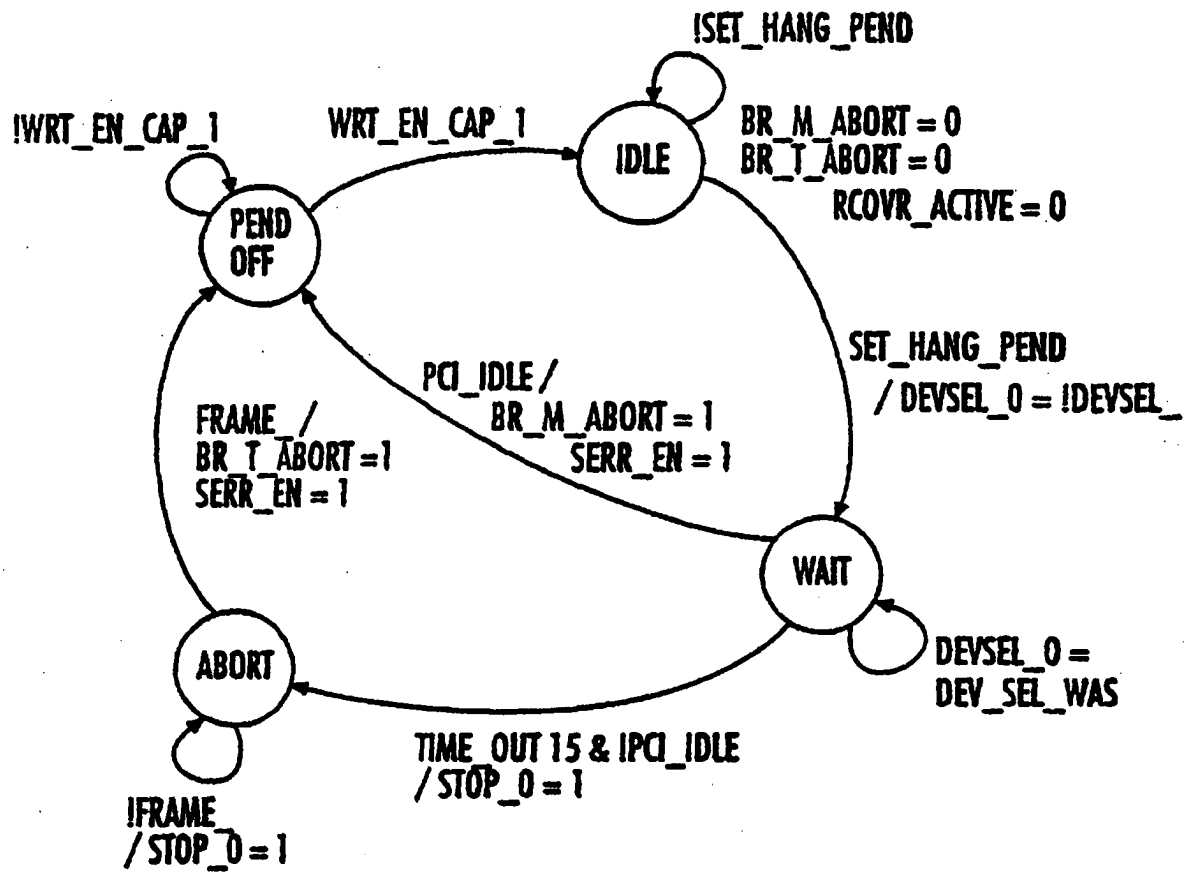 !SET_HANG_PEND
!WRT_EN_CAP_1
WRT_EN_CAP_1
IDLE
BR_M_ABORT = 0
BR_T_ABORT = 0
RCOVR_ACTIVE = 0
PEND
OFF
SET_HANG_PEND
/ DEVSEL_0 = !DEVSEL_
PCI_IDLE /
BR_M_ABORT = 1
SERR_EN = 1
FRAME_ /
BR_T_ABORT =1
SERR_EN = 1
WAIT
ABORT
DEVSEL_0 =
DEV_SEL_WAS
TIME_OUT 15 & !PCI_IDLE
/ STOP_0 = 1
!FRAME_
/ STOP_0 = 1